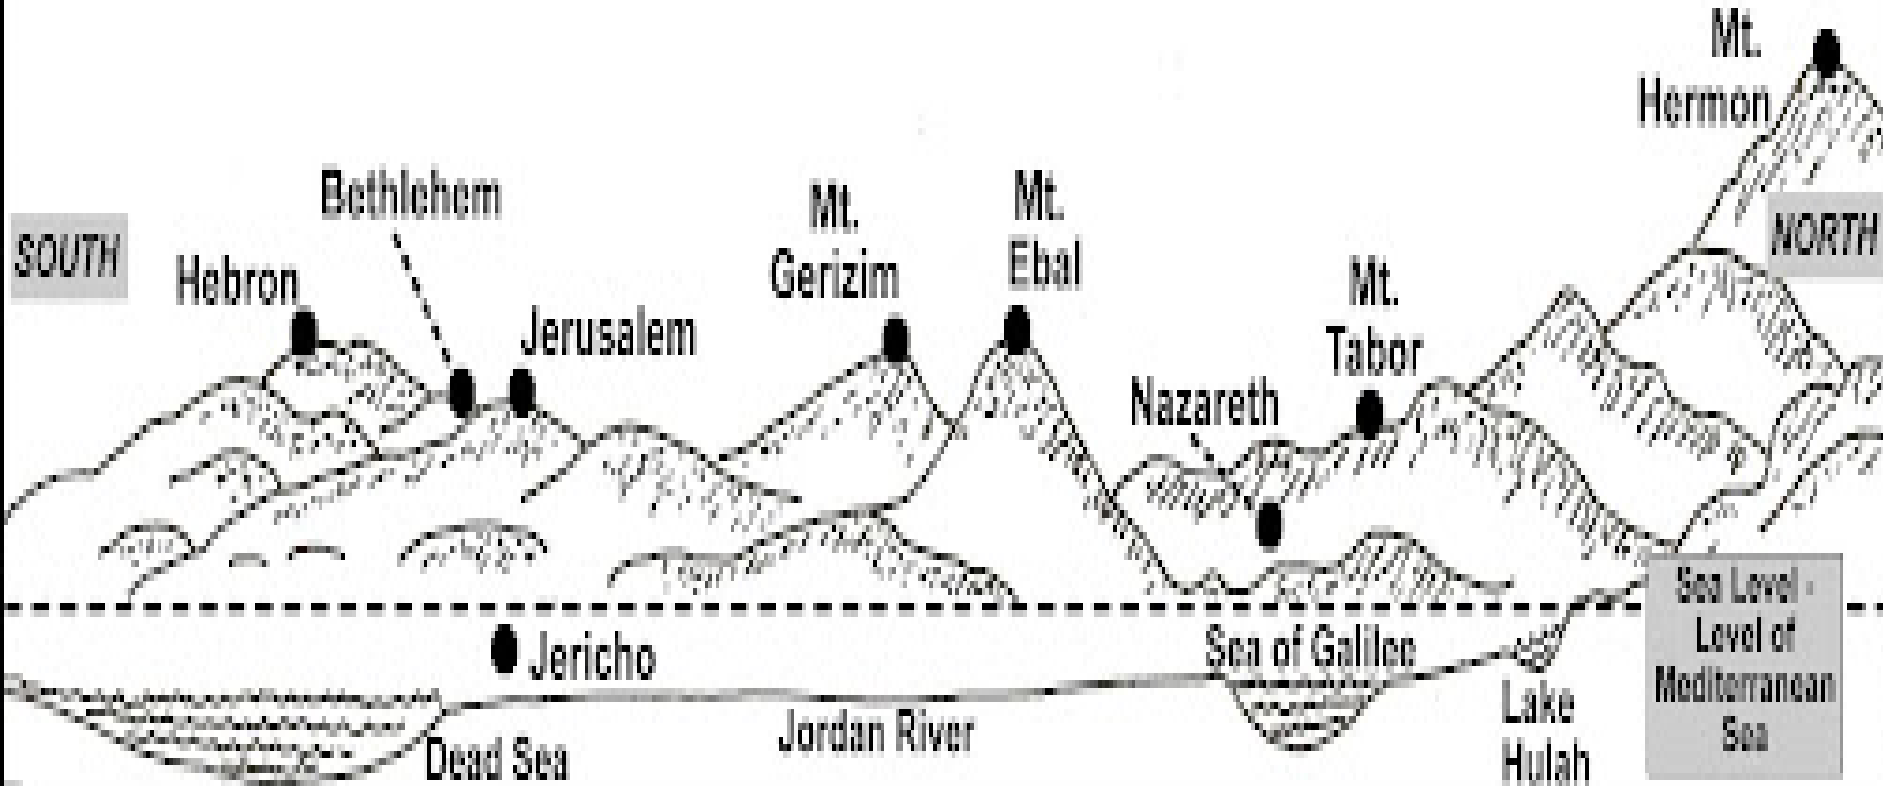 Mt.
Hermon
Bethlehem
Mt.
Gerizim
Mt.
Ebal
SOUTH
NORTH
Hebron
Jerusalem
Mt.
Tabor
Nazareth
Sea Level -
Level of
Mediterranean
Sea
Jericho
Sea of Galilee
Lake
Hulah
Jordan River
Dead Sea